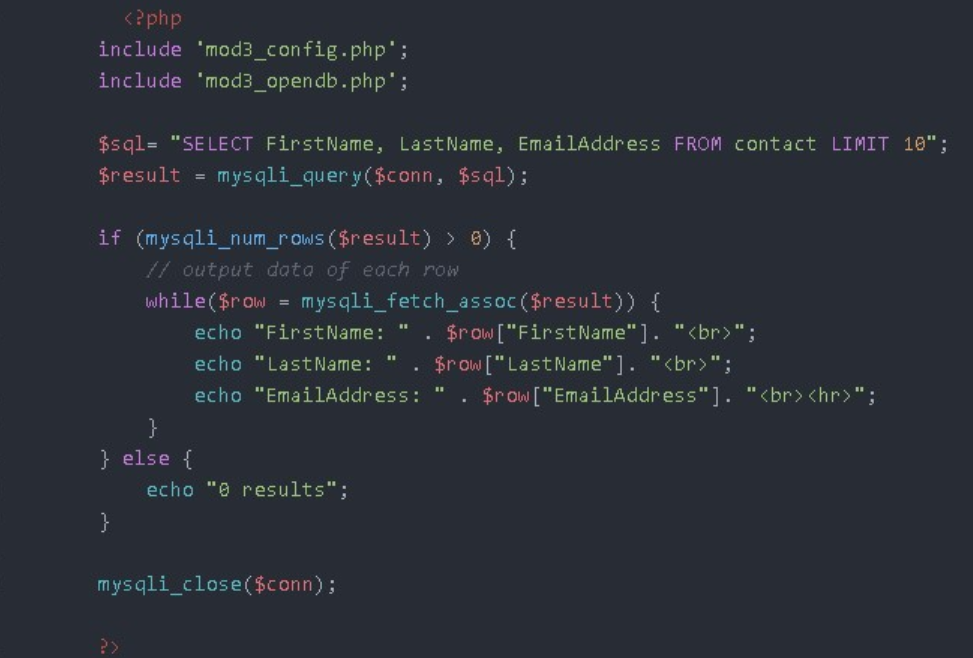 <?php
include 'mod3_config.php';
include 'mod3_opendb.php';
$sql= "SELECT FirstName, LastName, EmailAddress FROM contact LIMIT 10";
$result = mysqli_query($conn, $sql);
if (mysqli_num_rows($result) > 0) {
// output data of each row
while($row = mysqli_fetch_assoc($result)) {
echo "FirstName: " . $row["FirstName"]. "<br>";
echo "LastName: " . $row["LastName"]. "<br>";
echo "EmailAddress: " . $row["EmailAddress"]. "<br><hr>";
}
} else {
echo "0 results";
}
mysqli_close($conn);
?>